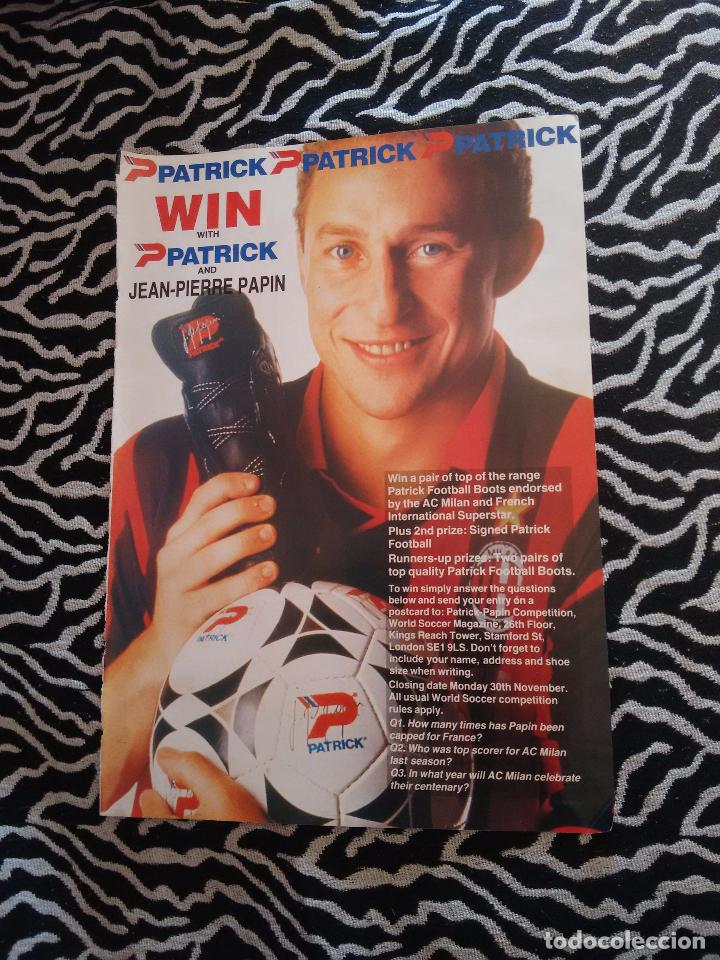 PATRICK PATRICK PATRICK
WIN
WITH
PATRICK
AND
JEAN-PIERRE PAPIN
Win a pair of top of the range
Patrick Football Boots endorsed
by the AC Milan and French
International Superstar.
Plus 2nd prize: Signed Patrick
Football
Runners-up prizes: Two pairs of
top quality Patrick Football Boots.
To win simply answer the questions
below and send your entry on a
postcard to: Patrick-Papin Competition,
World Soccer Magazine, 26th Floor,
Kings Reach Tower, Stamford St,
London SE1 9LS. Don't forget to
include your name, address and shoe
size when writing.
Closing date Monday 30th November.
All usual World Soccer competition
rules apply.
Q1. How many times has Papin been
capped for France?
Q2. Who was top scorer for AC Milan
last season?
Q3. In what year will AC Milan celebrate
their centenary?
PATRICK
PATRICK
todocoleccion